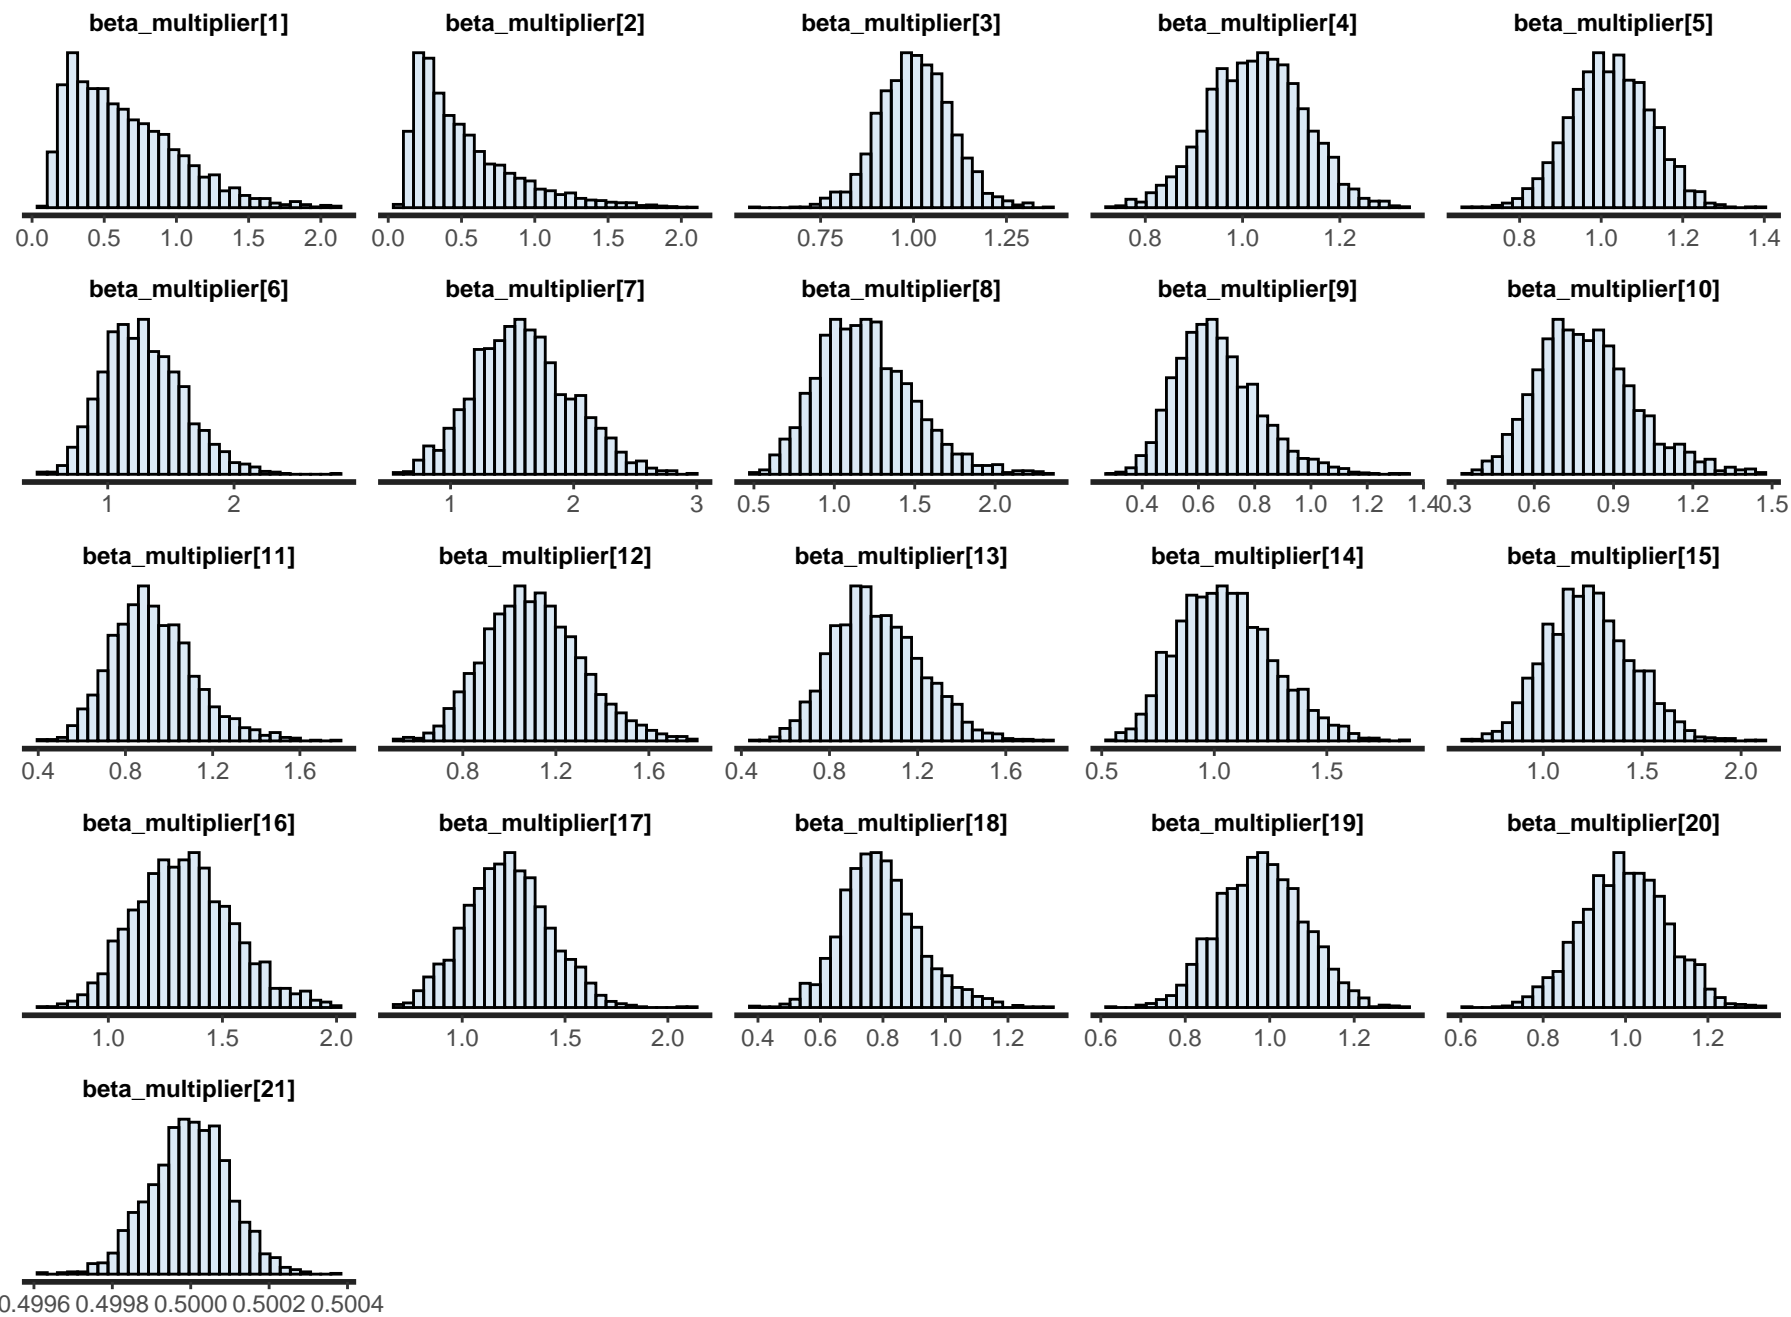 beta_multiplier[1] beta_multiplier[2] beta_multiplier[3] beta_multiplier[4] beta_multiplier[5]
0.0 0.5 1.0 1.5 2.0 0.0 0.5 1.0 1.5 2.0 0.75 1.00 1.25 0.8 1.0 1.2 0.8 1.0 1.2 1.4
beta_multiplier[6] beta_multiplier[7] beta_multiplier[8] beta_multiplier[9] beta_multiplier[10]
1 2 1 2 3 0.5 1.0 1.5 2.0 0.4 0.6 0.8 1.0 1.2 1.4 0.3 0.6 0.9 1.2 1.5
beta_multiplier[11] beta_multiplier[12] beta_multiplier[13] beta_multiplier[14] beta_multiplier[15]
0.4 0.8 1.2 1.6 0.8 1.2 1.6 0.4 0.8 1.2 1.6 0.5 1.0 1.5 1.0 1.5 2.0
beta_multiplier[16] beta_multiplier[17] beta_multiplier[18] beta_multiplier[19] beta_multiplier[20]
1.0 1.5 2.0 1.0 1.5 2.0 0.4 0.6 0.8 1.0 1.2 0.6 0.8 1.0 1.2 0.6 0.8 1.0 1.2
beta_multiplier[21]
0.4996 0.4998 0.5000 0.5002 0.5004